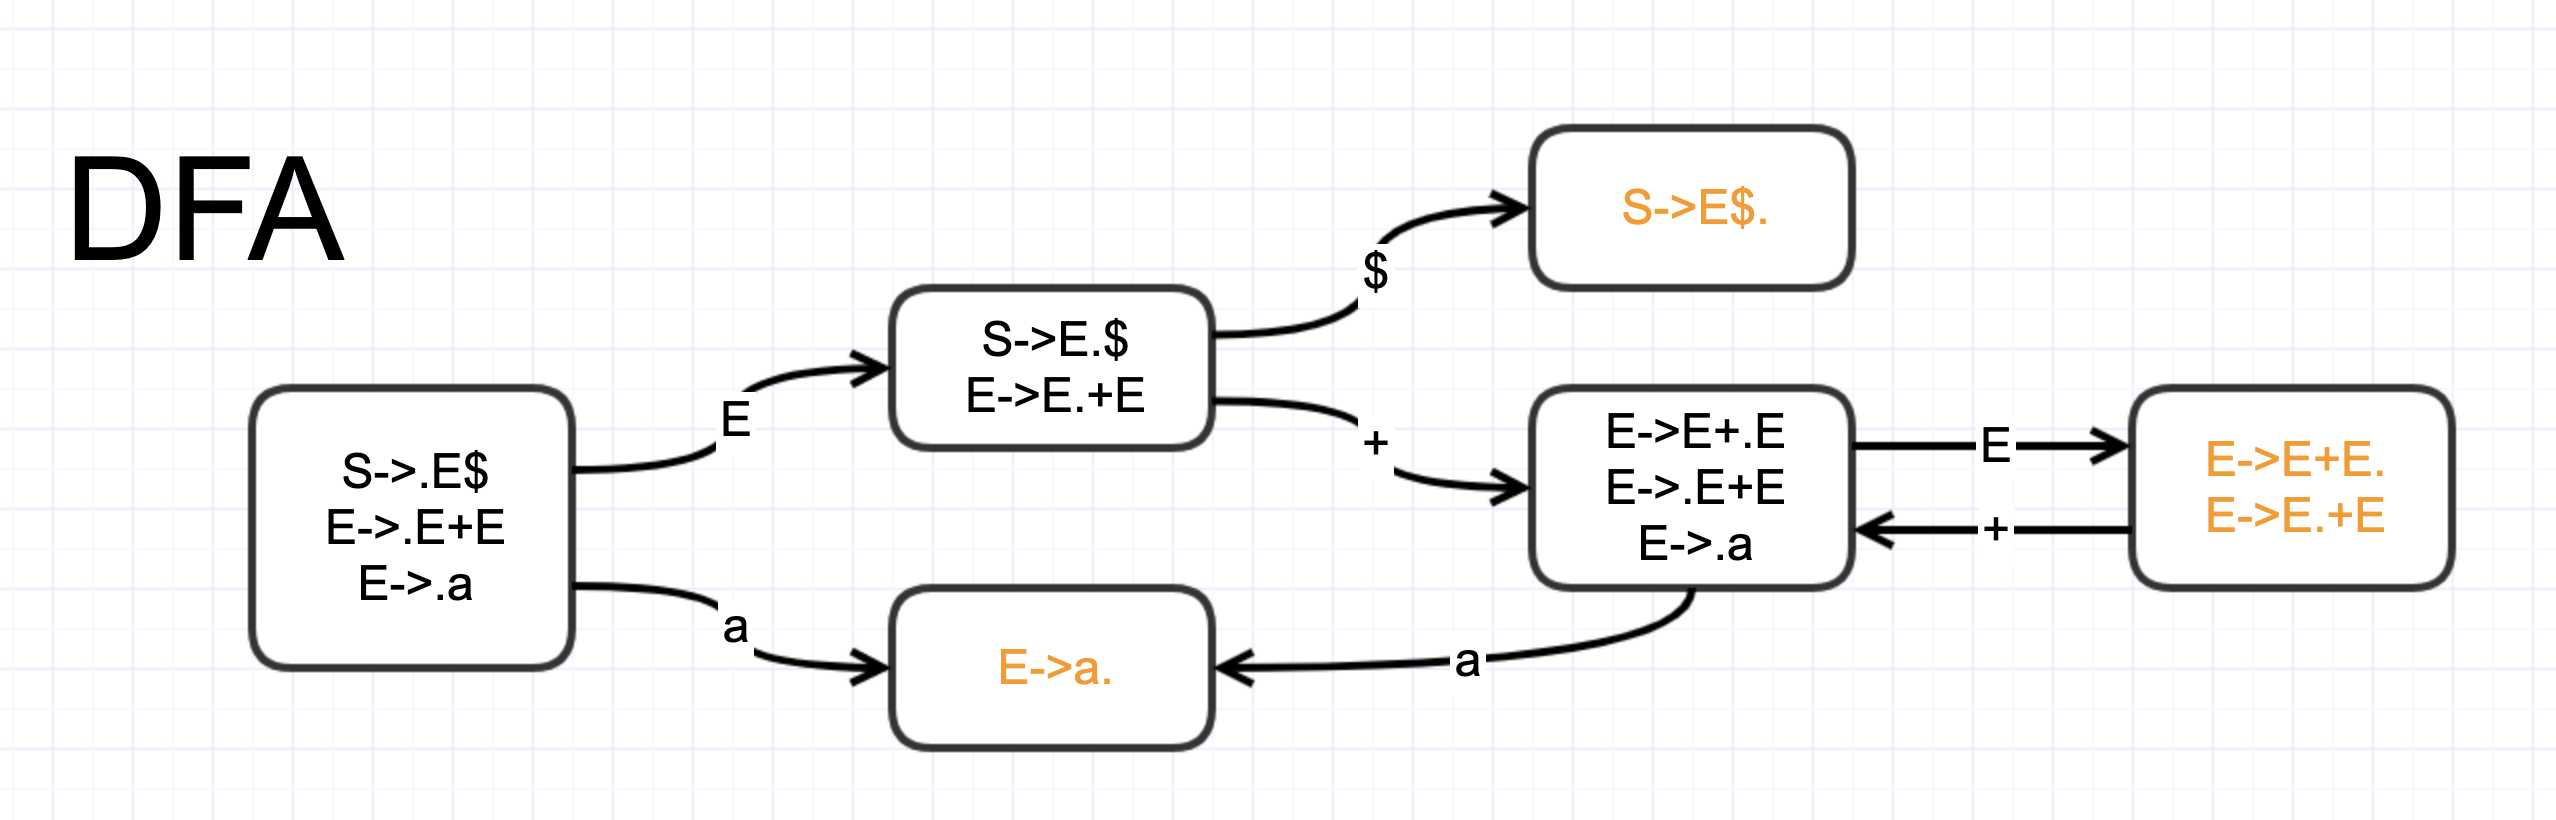 DFA
S->.E$
E->.E+E
E->.a
E
a
S->E.$
E->E.+E
E->a.
$
+
S->E$.
E->E+.E
E->.E+E
E->.a
a
E
+
E->E+E.
E->E.+E